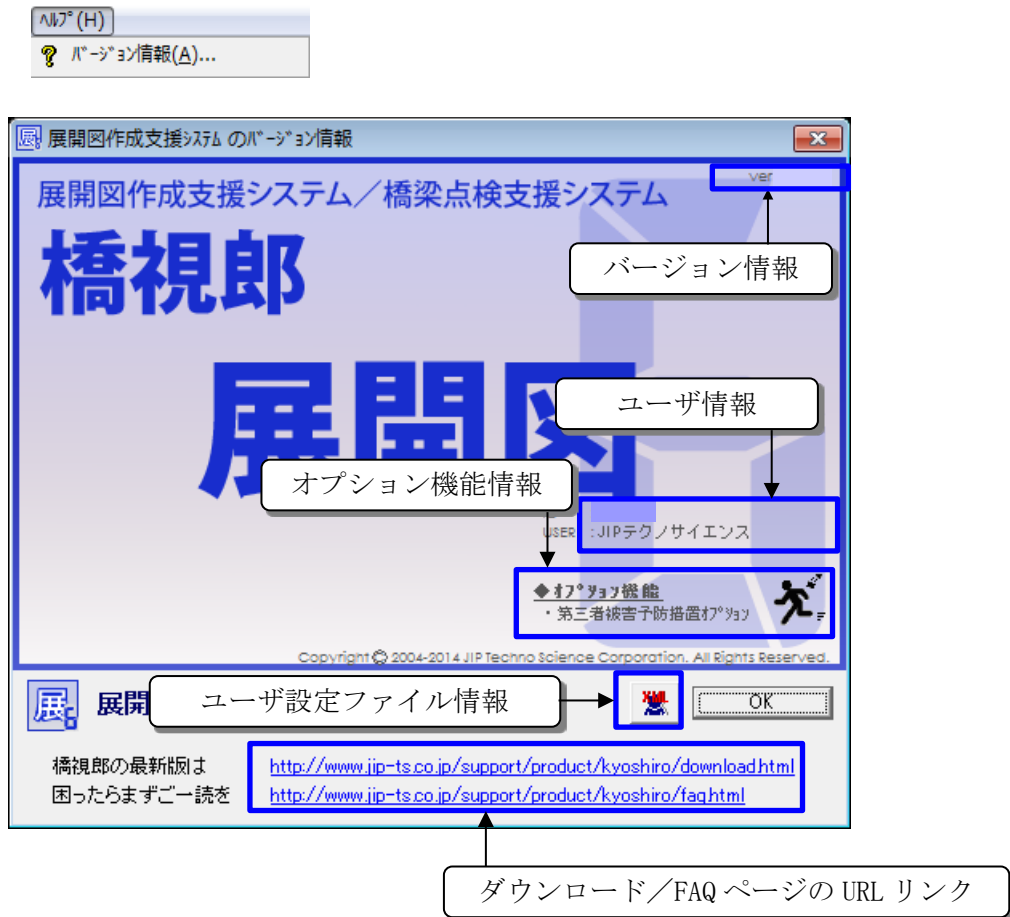 ﾍﾙﾌﾟ(H)
ﾊﾞｰｼﾞｮﾝ情報(A)...
展開図作成支援ｼｽﾃﾑ のﾊﾞｰｼﾞｮﾝ情報
展開図作成支援システム／橋梁点検支援システム
ver
バージョン情報
橋視郎
展開図
ユーザ情報
オプション機能情報
USER :JIPテクノサイエンス
◆ｵﾌﾟｼｮﾝ機能
・第三者被害予防措置ｵﾌﾟｼｮﾝ
Copyright © 2004-2014 JIP Techno Science Corporation. All Rights Reserved.
展6 展開
ユーザ設定ファイル情報
XML
OK
橋視郎の最新版は http://www.jip-ts.co.jp/support/product/kyoshiro/download.html
困ったらまずご一読を http://www.jip-ts.co.jp/support/product/kyoshiro/faq.html
ダウンロード／FAQ ページの URL リンク